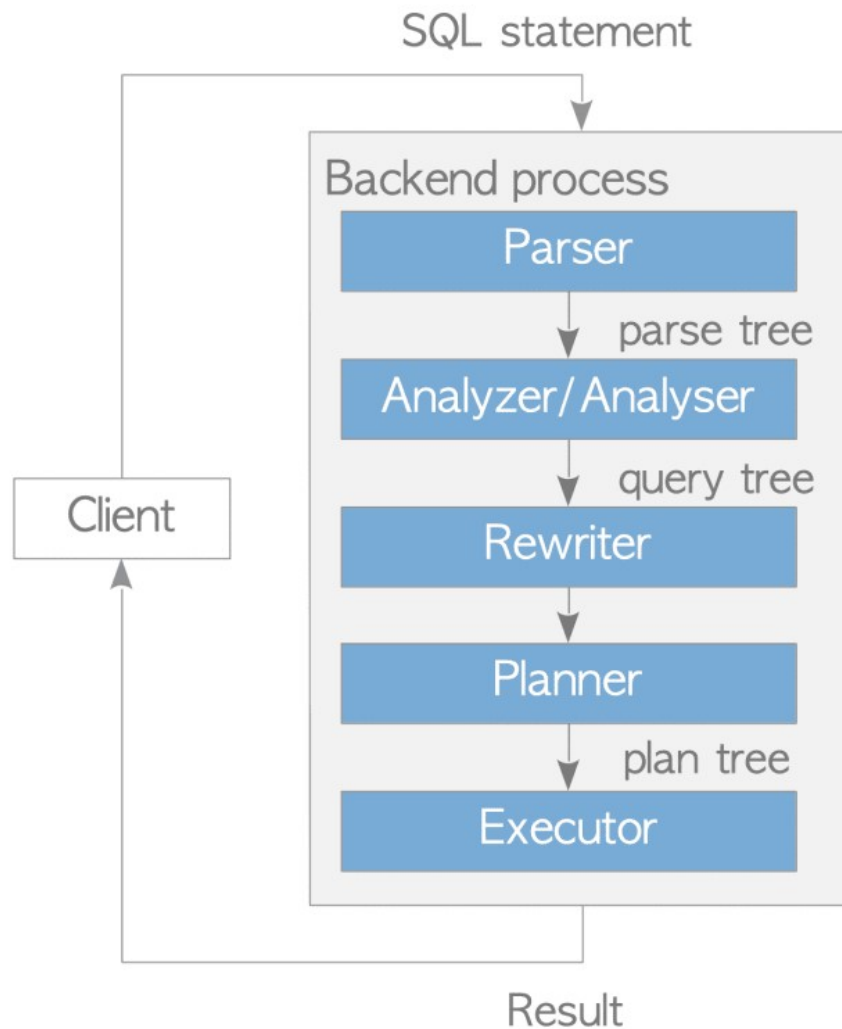 SQL statement
Backend process
Parser
parse tree
Analyzer/Analyser
query tree
Client
Rewriter
Planner
plan tree
Executor
Result